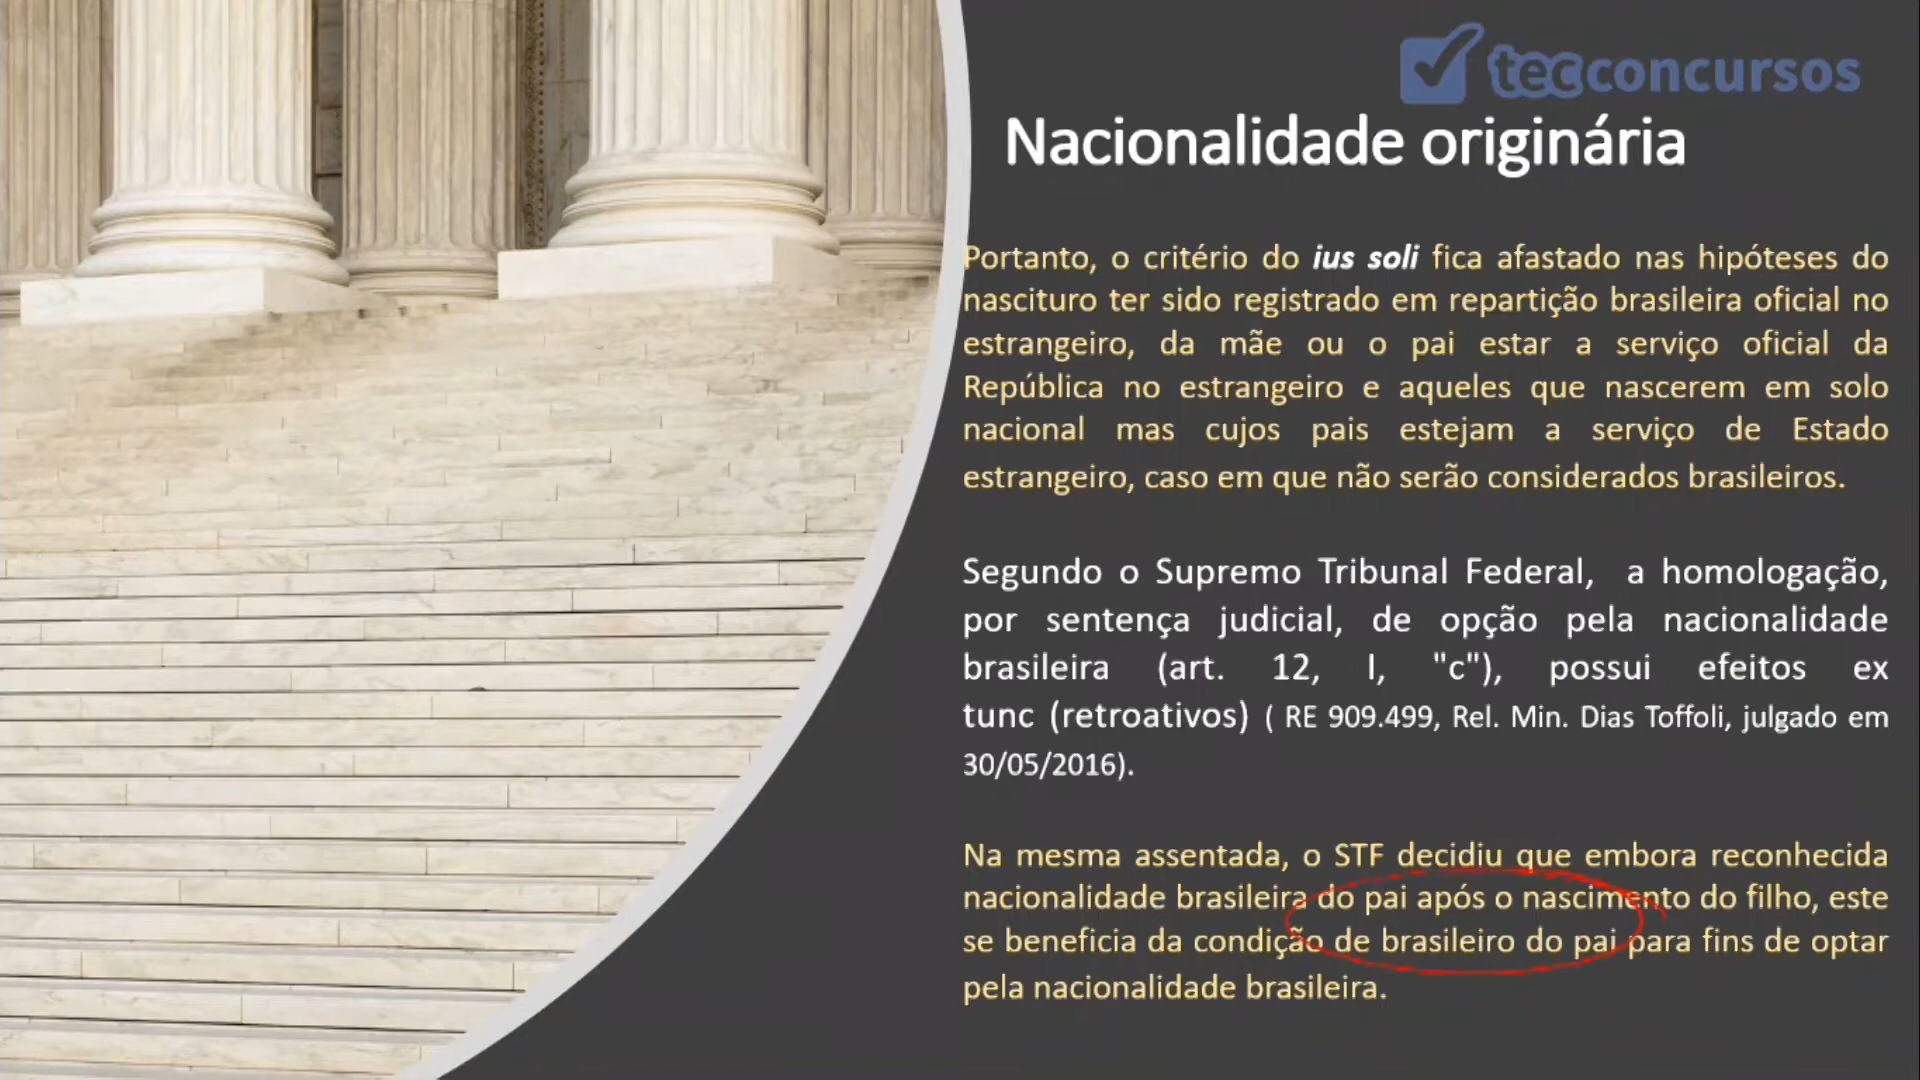 tecconcursos
Nacionalidade originária
Portanto, o critério do ius soli fica afastado nas hipóteses do
nascituro ter sido registrado em repartição brasileira oficial no
estrangeiro, da mãe ou o pai estar a serviço oficial da
República no estrangeiro e aqueles que nascerem em solo
nacional mas cujos pais estejam a serviço de Estado
estrangeiro, caso em que não serão considerados brasileiros.
Segundo o Supremo Tribunal Federal, a homologação,
por sentença judicial, de opção pela nacionalidade
brasileira (art. 12, I, "c"), possui efeitos ex
tunc (retroativos) ( RE 909.499, Rel. Min. Dias Toffoli, julgado em
30/05/2016).
Na mesma assentada, o STF decidiu que embora reconhecida
nacionalidade brasileira do pai após o nascimento do filho, este
se beneficia da condição de brasileiro do pai para fins de optar
pela nacionalidade brasileira.